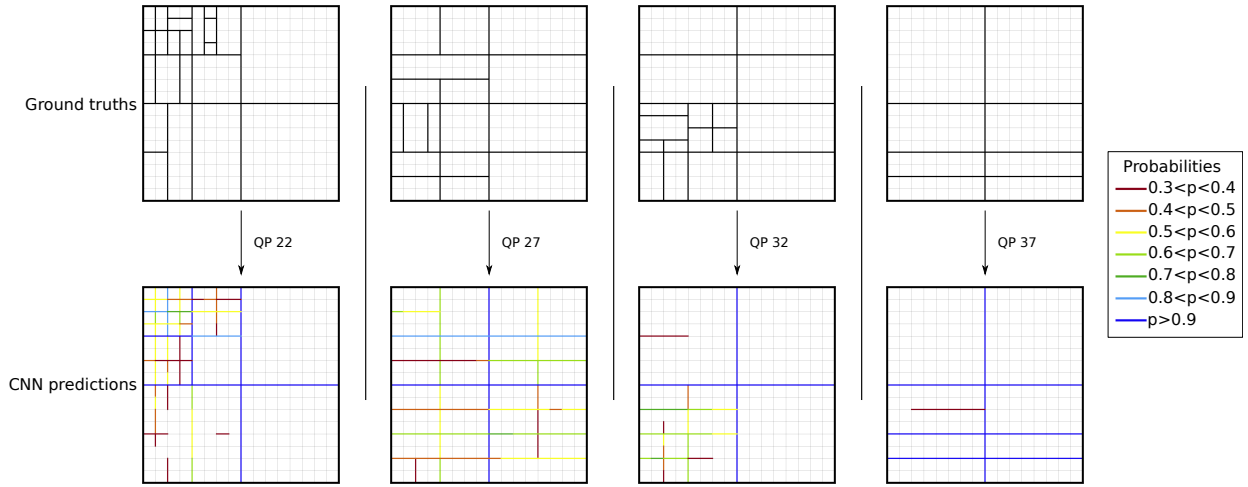 Ground truths
QP 22
QP 27
QP 32
QP 37
CNN predictions
Probabilities
0.3<p<0.4
0.4<p<0.5
0.5<p<0.6
0.6<p<0.7
0.7<p<0.8
0.8<p<0.9
p>0.9